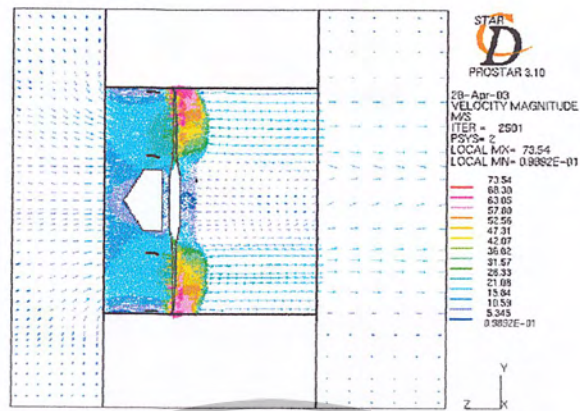 STAR
CD
PROSTAR 3.10
28-Apr-03
VELOCITY MAGNITUDE
M/S
ITER = 2501
PSYS= 2
LOCAL MX= 73.54
LOCAL MN= 0.9892E-01
73.54
68.30
63.05
57.80
52.56
47.31
42.07
36.82
31.57
26.33
21.08
15.84
10.59
5.345
0.9892E-01
Y
Z X